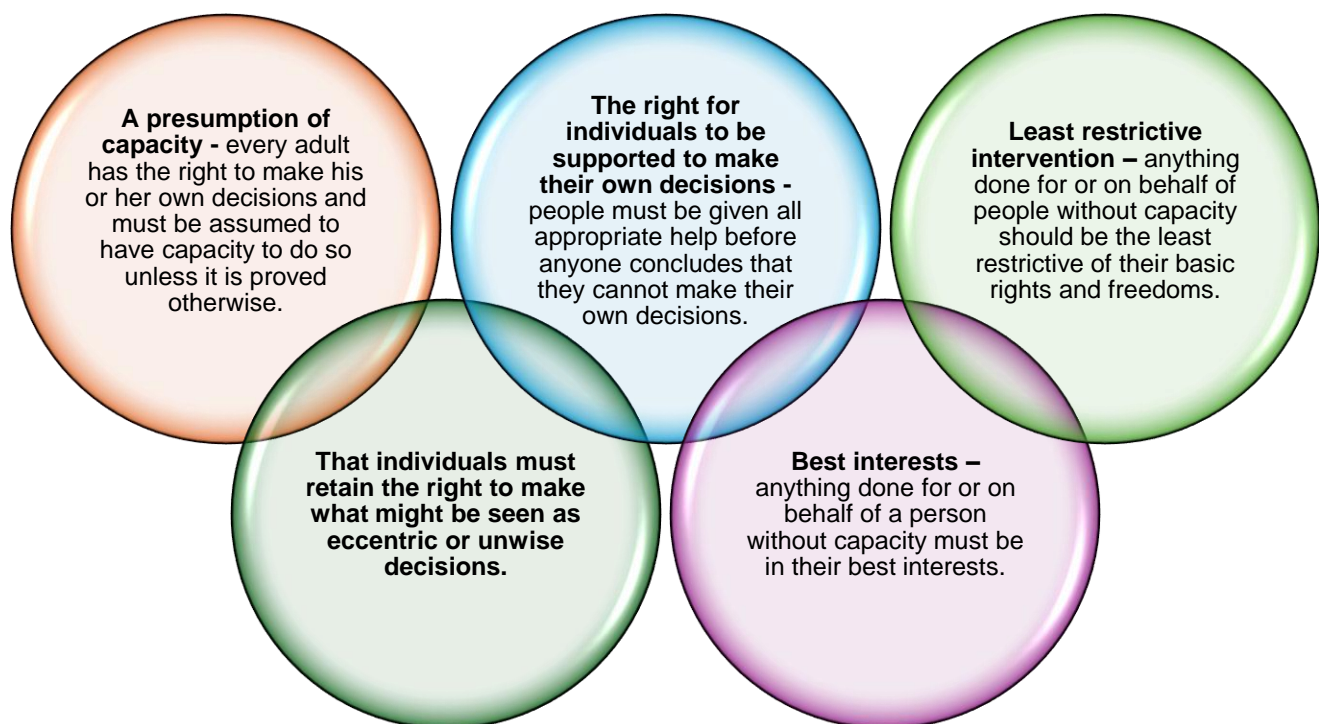 A presumption of
capacity - every adult
has the right to make his
or her own decisions and
must be assumed to
have capacity to do so
unless it is proved
otherwise.
The right for
individuals to be
supported to make
their own decisions -
people must be given all
appropriate help before
anyone concludes that
they cannot make their
own decisions.
Least restrictive
intervention – anything
done for or on behalf of
people without capacity
should be the least
restrictive of their basic
rights and freedoms.
That individuals must
retain the right to make
what might be seen as
eccentric or unwise
decisions.
Best interests –
anything done for or on
behalf of a person
without capacity must be
in their best interests.